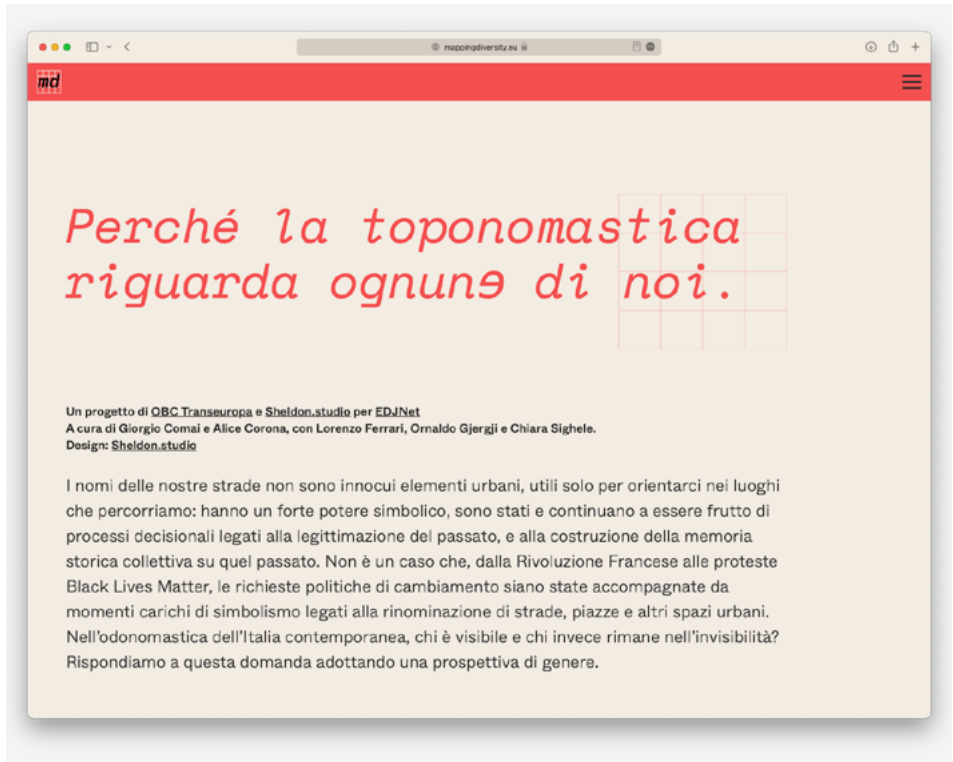 mappingdiversity.eu
md
Perché la toponomastica
riguarda ognunə di noi.
Un progetto di OBC Transeuropa e Sheldon.studio per EDJNet
A cura di Giorgio Comai e Alice Corona, con Lorenzo Ferrari, Ornaldo Gjergji e Chiara Sighele.
Design: Sheldon.studio
I nomi delle nostre strade non sono innocui elementi urbani, utili solo per orientarci nei luoghi
che percorriamo: hanno un forte potere simbolico, sono stati e continuano a essere frutto di
processi decisionali legati alla legittimazione del passato, e alla costruzione della memoria
storica collettiva su quel passato. Non è un caso che, dalla Rivoluzione Francese alle proteste
Black Lives Matter, le richieste politiche di cambiamento siano state accompagnate da
momenti carichi di simbolismo legati alla rinominazione di strade, piazze e altri spazi urbani.
Nell'odonomastica dell'Italia contemporanea, chi è visibile e chi invece rimane nell'invisibilità?
Rispondiamo a questa domanda adottando una prospettiva di genere.